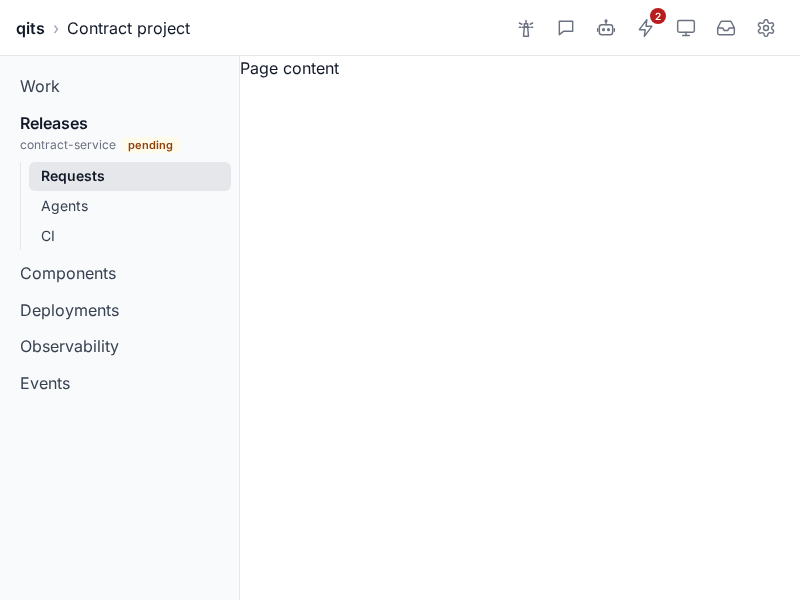 qits › Contract project
2
Work
Releases
contract-service pending
Requests
Agents
CI
Components
Deployments
Observability
Events
Page content